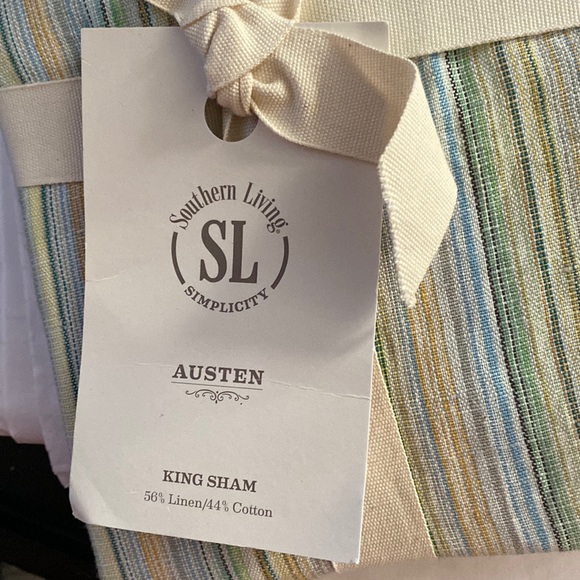 Southern Living®
SL
SIMPLICITY
AUSTEN
KING SHAM
56% Linen/44% Cotton